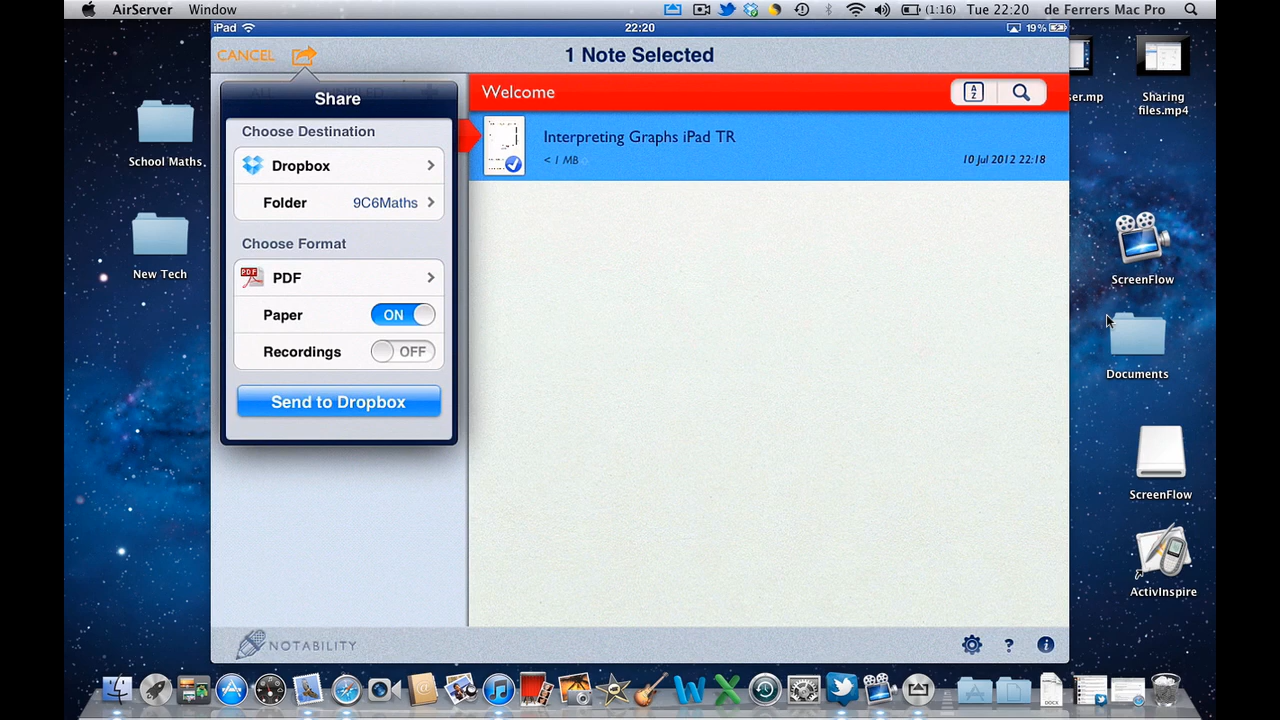 AirServer Window (1:16) Tue 22:20 de Ferrers Mac Pro
iPad 22:20 19%
CANCEL 1 Note Selected
Share
Choose Destination
Dropbox
Folder 9C6Maths
Choose Format
PDF
Paper ON
Recordings OFF
Send to Dropbox
Welcome
A
Z
Interpreting Graphs iPad TR
< 1 MB
10 Jul 2012 22:18
NOTABILITY
?
School Maths
New Tech
ser.mp
Sharing
files.mp4
ScreenFlow
Documents
ScreenFlow
ActivInspire
DOCX